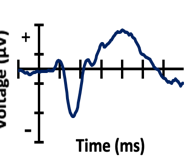 Voltage (μV)
+
-
Time (ms)